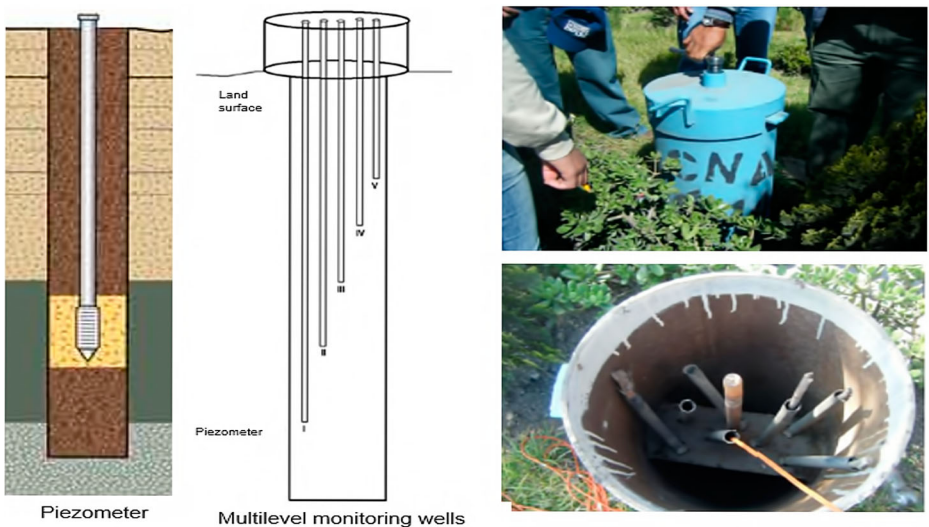 Land
surface
V
IV
III
II
I
Piezometer
Piezometer
Multilevel monitoring wells
CNA